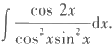 ∫ cos 2x / (cos²x sin²x) dx.